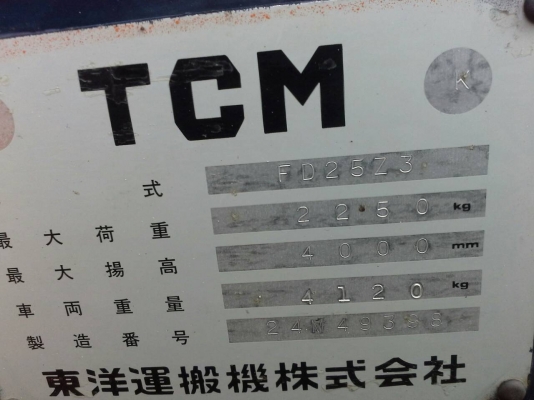 TCM
K
式 FD25Z3
最大荷重 2250 kg
最大揚高 4000 mm
車両重量 4120 kg
製造番号
東洋運搬機株式会社